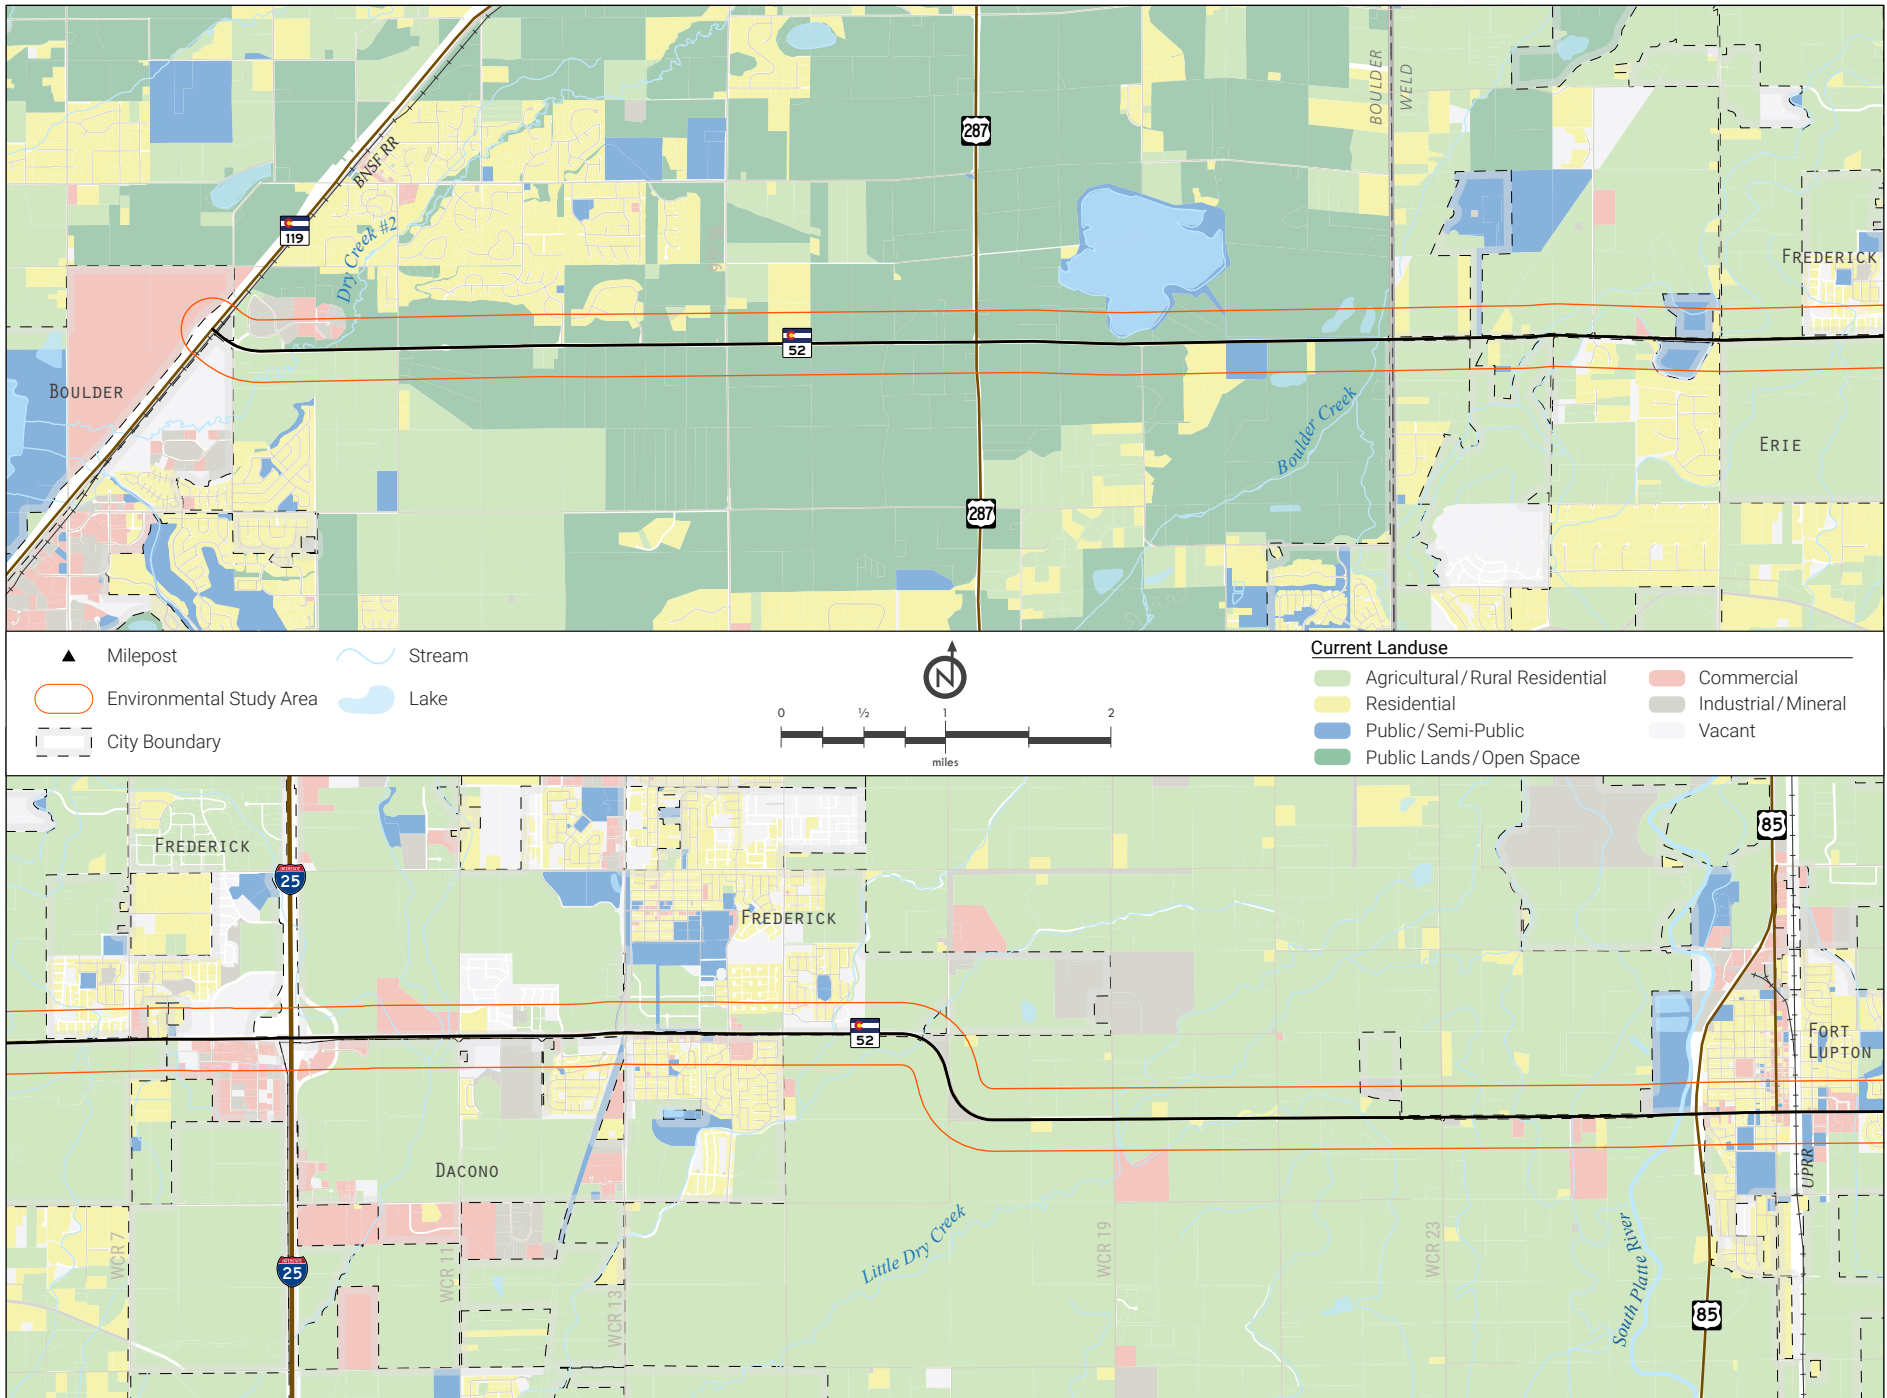 BOULDER
WELD
287
BNSF RR
119
Dry Creek #2
FREDERICK
52
BOULDER
Boulder Creek
ERIE
287
Milepost
Stream
Environmental Study Area
Lake
City Boundary
N
0 ½ 1 2
miles
Current Landuse
Agricultural/Rural Residential
Commercial
Residential
Industrial/Mineral
Public/Semi-Public
Vacant
Public Lands/Open Space
85
FREDERICK
INTERSTATE
25
FREDERICK
52
FORT
LUPTON
DACONO
UPRR
WCR 7
WCR 11
WCR 13
Little Dry Creek
WCR 19
WCR 23
South Platte River
INTERSTATE
25
85